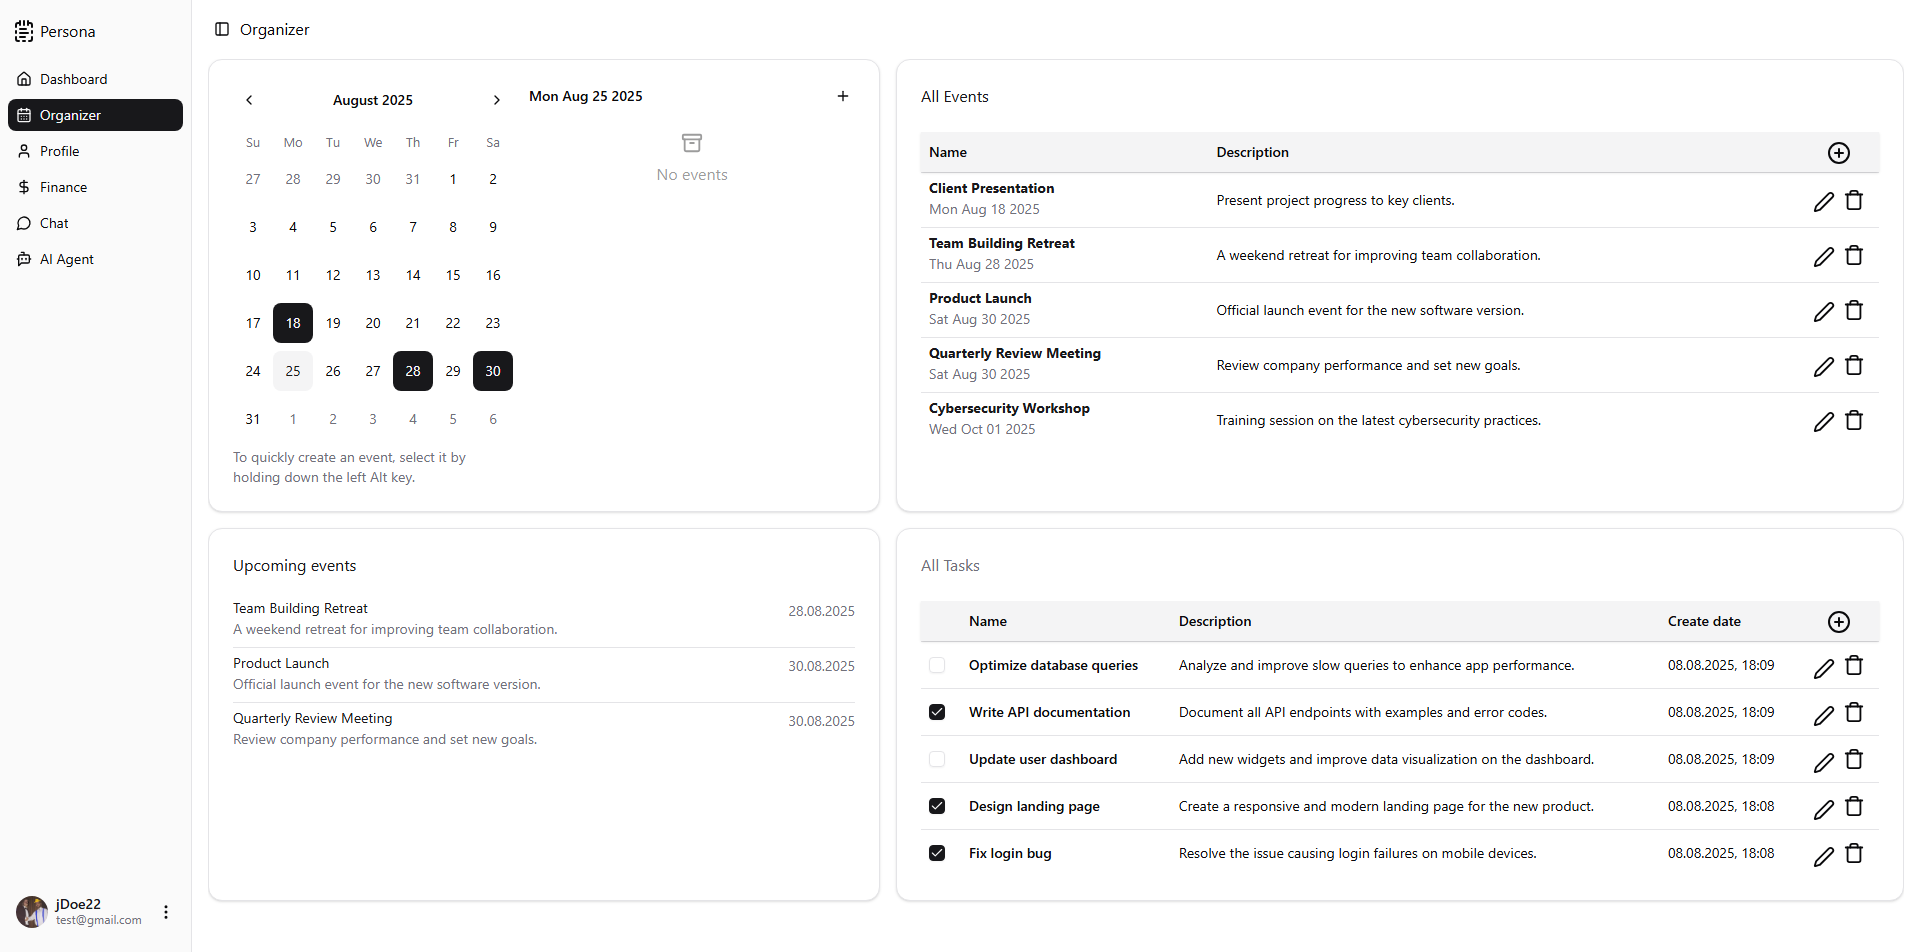 Persona
Dashboard
Organizer
Profile
Finance
Chat
AI Agent
jDoe22
test@gmail.com
Organizer
August 2025
Su Mo Tu We Th Fr Sa
27 28 29 30 31 1 2
3 4 5 6 7 8 9
10 11 12 13 14 15 16
17 18 19 20 21 22 23
24 25 26 27 28 29 30
31 1 2 3 4 5 6
To quickly create an event, select it by
holding down the left Alt key.
Mon Aug 25 2025
No events
All Events
Name Description
Client Presentation
Mon Aug 18 2025
Present project progress to key clients.
Team Building Retreat
Thu Aug 28 2025
A weekend retreat for improving team collaboration.
Product Launch
Sat Aug 30 2025
Official launch event for the new software version.
Quarterly Review Meeting
Sat Aug 30 2025
Review company performance and set new goals.
Cybersecurity Workshop
Wed Oct 01 2025
Training session on the latest cybersecurity practices.
Upcoming events
Team Building Retreat 28.08.2025
A weekend retreat for improving team collaboration.
Product Launch 30.08.2025
Official launch event for the new software version.
Quarterly Review Meeting 30.08.2025
Review company performance and set new goals.
All Tasks
Name Description Create date
Optimize database queries Analyze and improve slow queries to enhance app performance. 08.08.2025, 18:09
Write API documentation Document all API endpoints with examples and error codes. 08.08.2025, 18:09
Update user dashboard Add new widgets and improve data visualization on the dashboard. 08.08.2025, 18:09
Design landing page Create a responsive and modern landing page for the new product. 08.08.2025, 18:08
Fix login bug Resolve the issue causing login failures on mobile devices. 08.08.2025, 18:08